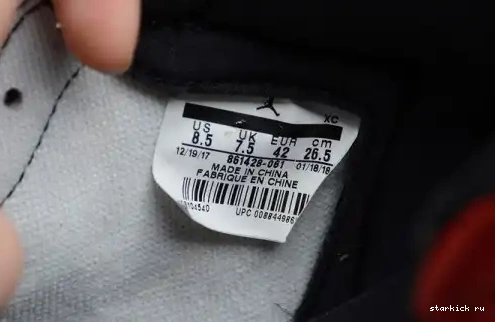 XC
US UK EUR cm
8.5 7.5 42 26.5
12/19/17 861428-061 01/18/18
MADE IN CHINA
FABRIQUE EN CHINE
UPC 008844986
starkick ru